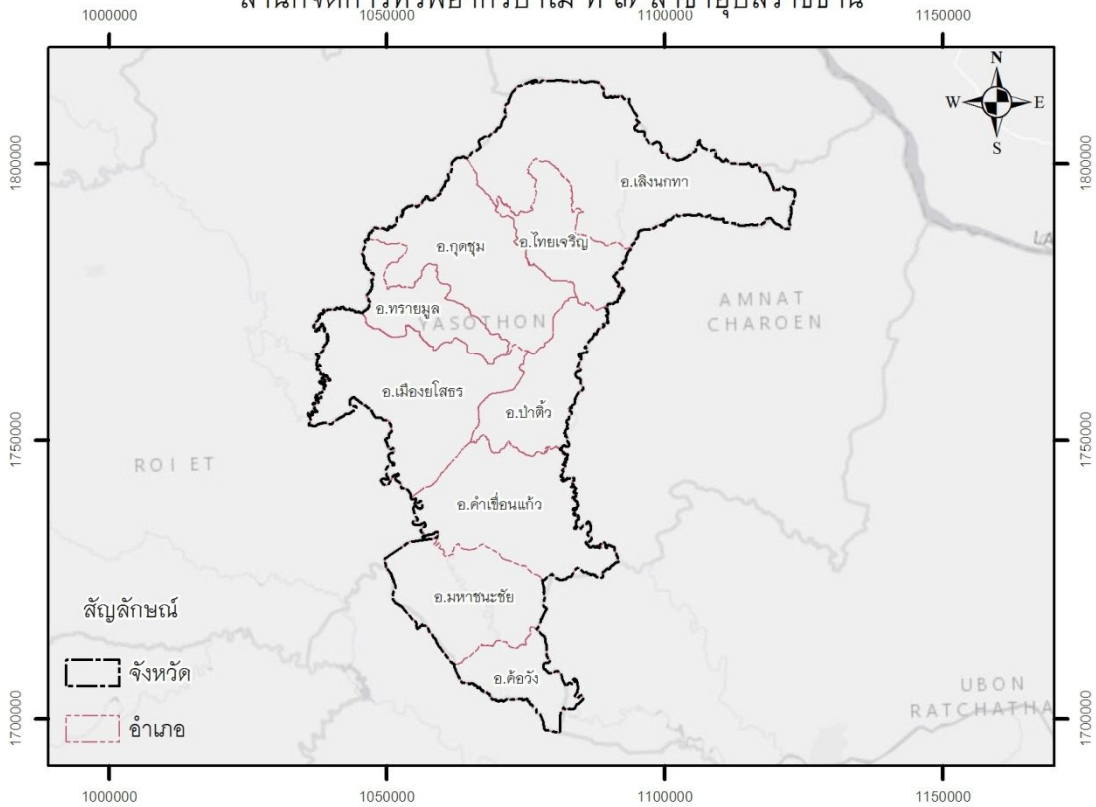 1000000 1050000 1100000 1150000
N
W E
S
1800000 1800000
อ.เลิงนกทา
อ.กุดชุม
อ.ไทยเจริญ
LA
AMNAT
CHAROEN
อ.ทรายมูล
YASOTHON
อ.เมืองยโสธร
อ.ป่าติ้ว
1750000 1750000
ROI ET
อ.คำเขื่อนแก้ว
อ.มหาชนะชัย
สัญลักษณ์
จังหวัด
อ.ค้อวัง
UBON
RATCHATHA
1700000 1700000
อำเภอ
1000000 1050000 1100000 1150000